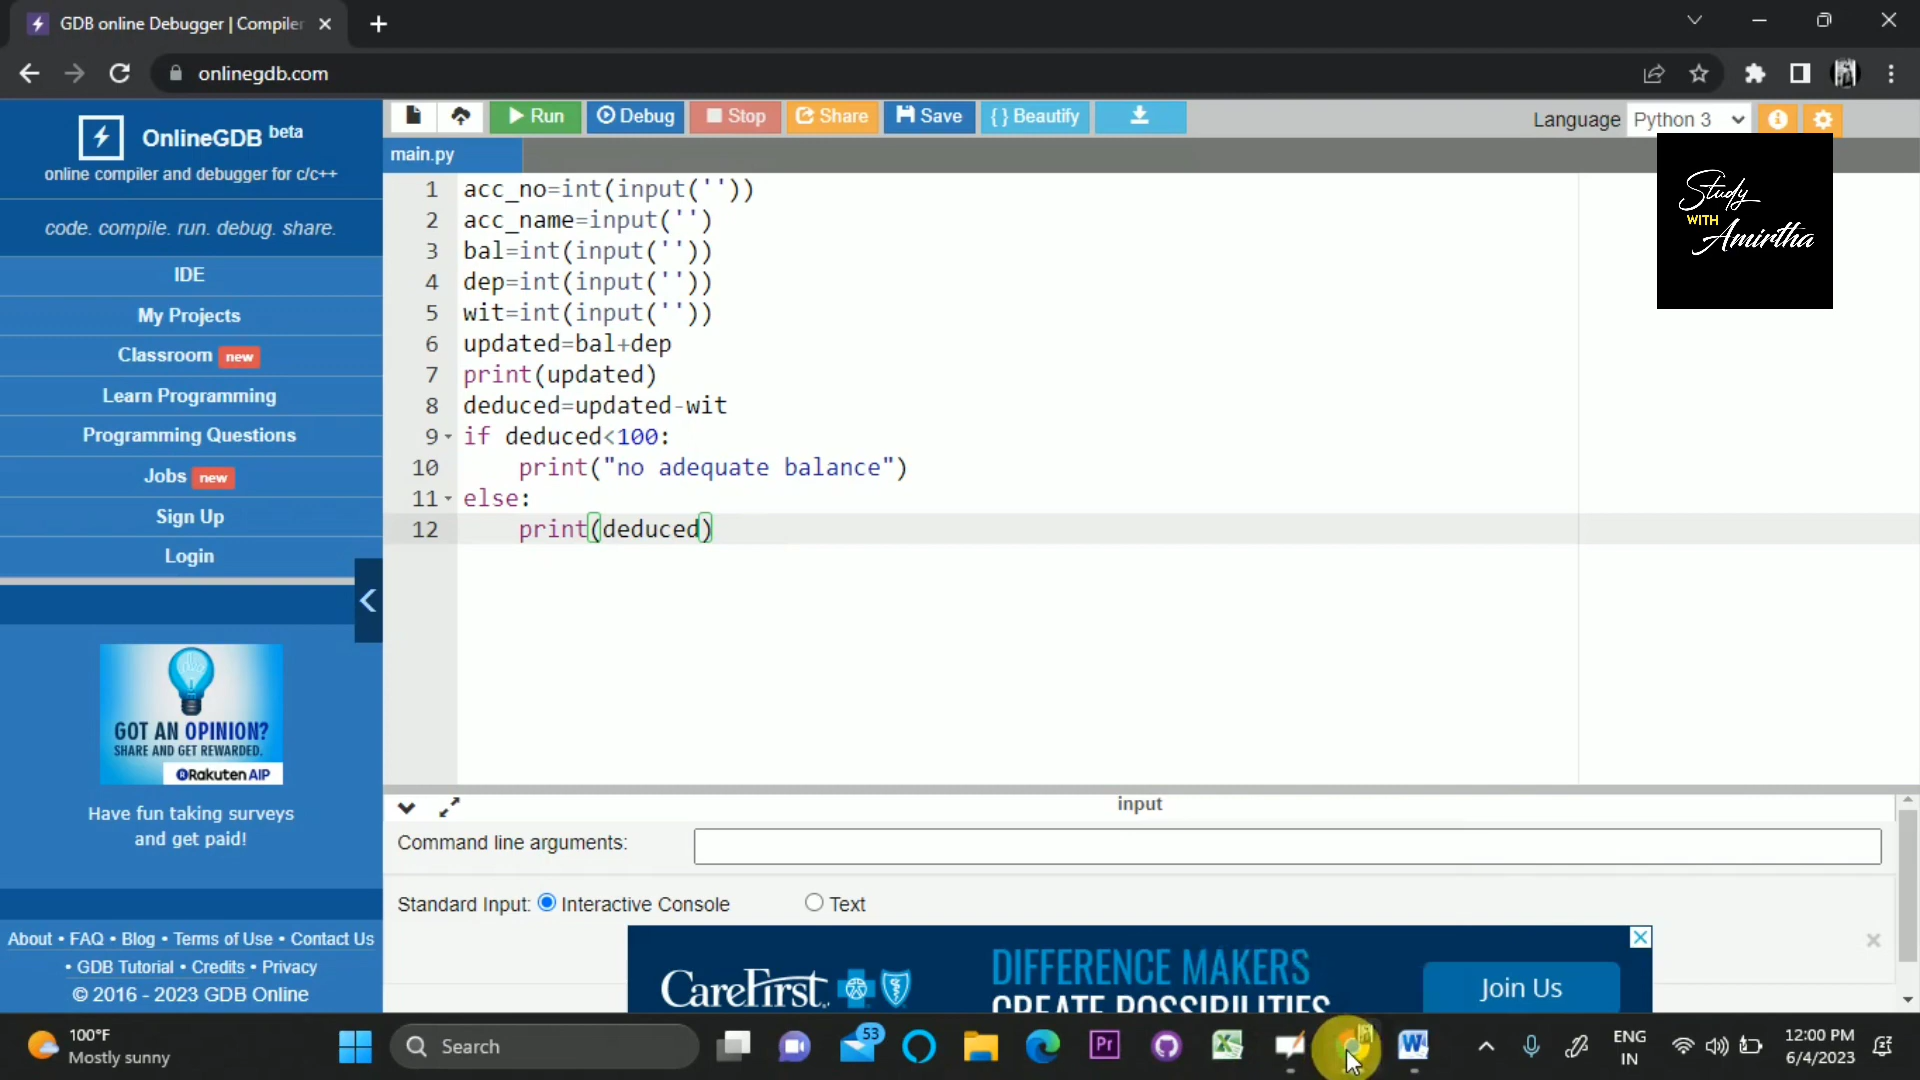 GDB online Debugger | Compiler
onlinegdb.com
OnlineGDB beta
online compiler and debugger for c/c++
code. compile. run. debug. share.
IDE
My Projects
Classroom new
Learn Programming
Programming Questions
Jobs new
Sign Up
Login
GOT AN OPINION?
SHARE AND GET REWARDED.
Rakuten AIP
Have fun taking surveys
and get paid!
About • FAQ • Blog • Terms of Use • Contact Us
• GDB Tutorial • Credits • Privacy
© 2016 - 2023 GDB Online
Run Debug Stop Share Save { } Beautify
Language Python 3
main.py
Study
WITH
Amirtha
1 acc_no=int(input(''))
2 acc_name=input('')
3 bal=int(input(''))
4 dep=int(input(''))
5 wit=int(input(''))
6 updated=bal+dep
7 print(updated)
8 deduced=updated-wit
9 if deduced<100:
10 print("no adequate balance")
11 else:
12 print(deduced)
input
Command line arguments:
Standard Input: Interactive Console Text
CareFirst.
DIFFERENCE MAKERS
CREATE POSSIBILITIES
Join Us
100°F
Mostly sunny
Search
53
Pr
ENG
IN
12:00 PM
6/4/2023